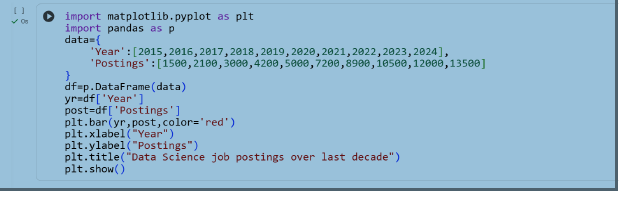 [ ]
0s
import matplotlib.pyplot as plt
import pandas as p
data={
    'Year':[2015,2016,2017,2018,2019,2020,2021,2022,2023,2024],
    'Postings':[1500,2100,3000,4200,5000,7200,8900,10500,12000,13500]
}
df=p.DataFrame(data)
yr=df['Year']
post=df['Postings']
plt.bar(yr,post,color='red')
plt.xlabel("Year")
plt.ylabel("Postings")
plt.title("Data Science job postings over last decade")
plt.show()